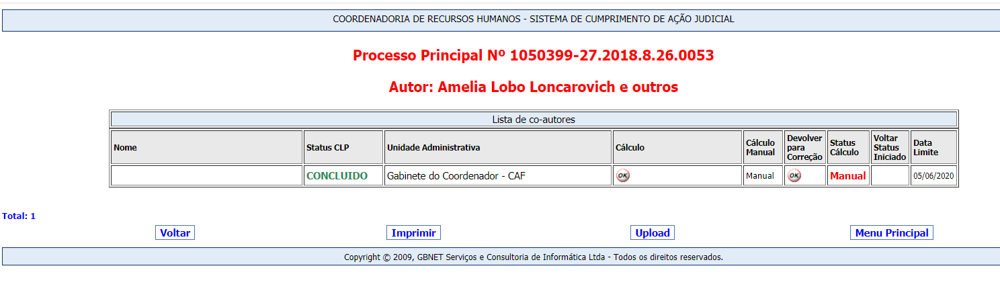 COORDENADORIA DE RECURSOS HUMANOS - SISTEMA DE CUMPRIMENTO DE AÇÃO JUDICIAL
Processo Principal Nº 1050399-27.2018.8.26.0053
Autor: Amelia Lobo Loncarovich e outros
Lista de co-autores
Nome Status CLP Unidade Administrativa Cálculo Cálculo Manual Devolver para Correção Status Cálculo Voltar Status Iniciado Data Limite
CONCLUIDO Gabinete do Coordenador - CAF OK Manual OK Manual 05/06/2020
Total: 1
Voltar Imprimir Upload Menu Principal
Copyright © 2009, GBNET Serviços e Consultoria de Informática Ltda - Todos os direitos reservados.